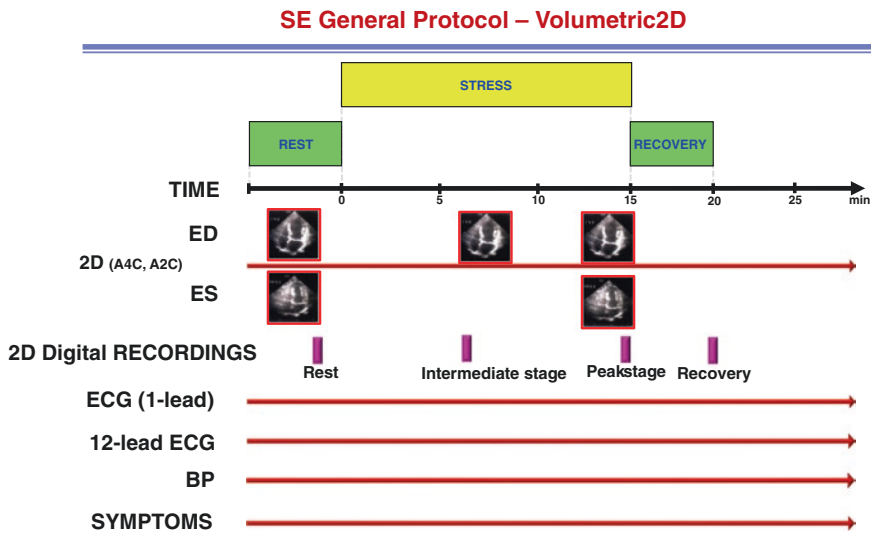 SE General Protocol – Volumetric2D
STRESS
REST
RECOVERY
TIME
0
5
10
15
20
25
min
ED
2D (A4C, A2C)
ES
2D Digital RECORDINGS
Rest
Intermediate stage
Peakstage
Recovery
ECG (1-lead)
12-lead ECG
BP
SYMPTOMS